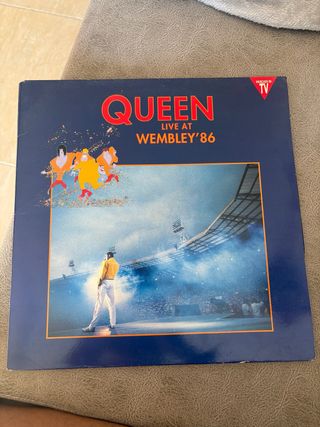 QUEEN
LIVE AT
WEMBLEY'86
TV